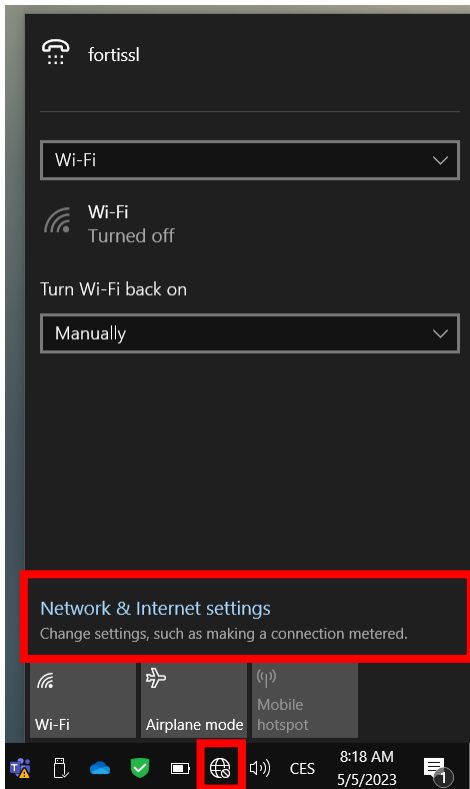 fortissl
Wi-Fi
Wi-Fi
Turned off
Turn Wi-Fi back on
Manually
Network & Internet settings
Change settings, such as making a connection metered.
Wi-Fi
Airplane mode
Mobile
hotspot
CES
8:18 AM
5/5/2023
1